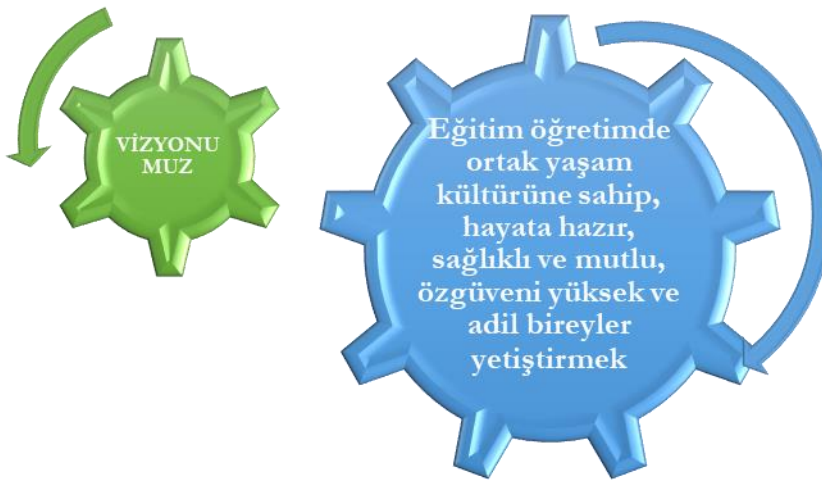 VİZYONU
MUZ
Eğitim öğretimde
ortak yaşam
kültürüne sahip,
hayata hazır,
sağlıklı ve mutlu,
özgüveni yüksek ve
adil bireyler
yetiştirmek